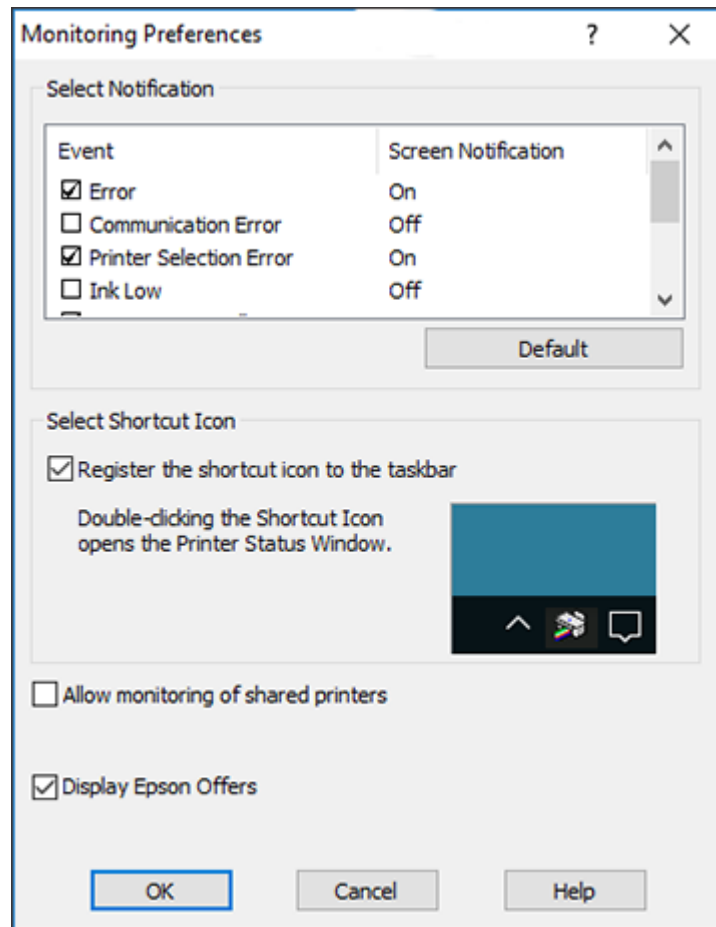 Monitoring Preferences
Select Notification
Event Screen Notification
Error On
Communication Error Off
Printer Selection Error On
Ink Low Off
Default
Select Shortcut Icon
Register the shortcut icon to the taskbar
Double-clicking the Shortcut Icon
opens the Printer Status Window.
Allow monitoring of shared printers
Display Epson Offers
OK Cancel Help